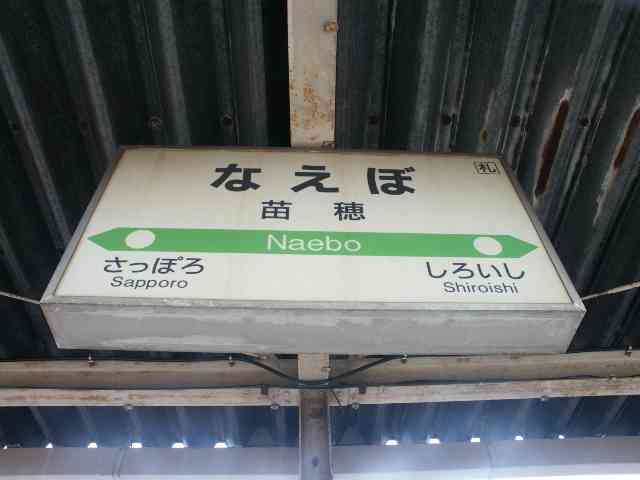 なえぼ
札
苗穂
Naebo
さっぽろ
Sapporo
しろいし
Shiroishi